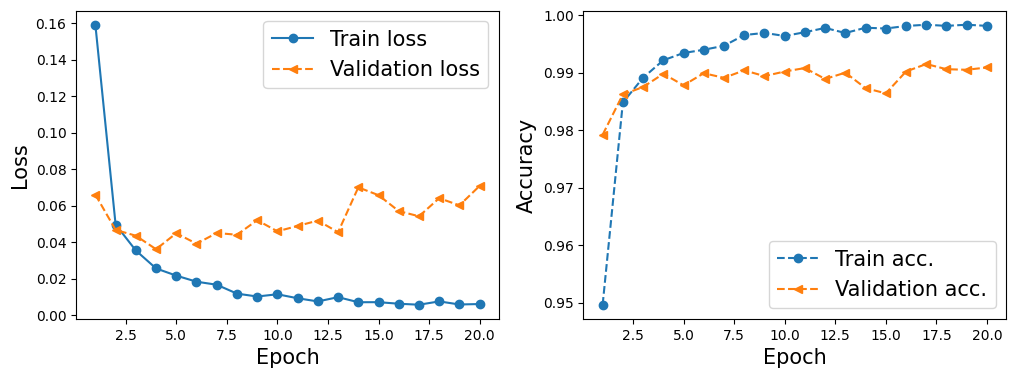 0.16
0.14
0.12
0.10
0.08
0.06
0.04
0.02
0.00
Loss
Train loss
Validation loss
2.5 5.0 7.5 10.0 12.5 15.0 17.5 20.0
Epoch
1.00
0.99
0.98
0.97
0.96
0.95
Accuracy
Train acc.
Validation acc.
2.5 5.0 7.5 10.0 12.5 15.0 17.5 20.0
Epoch